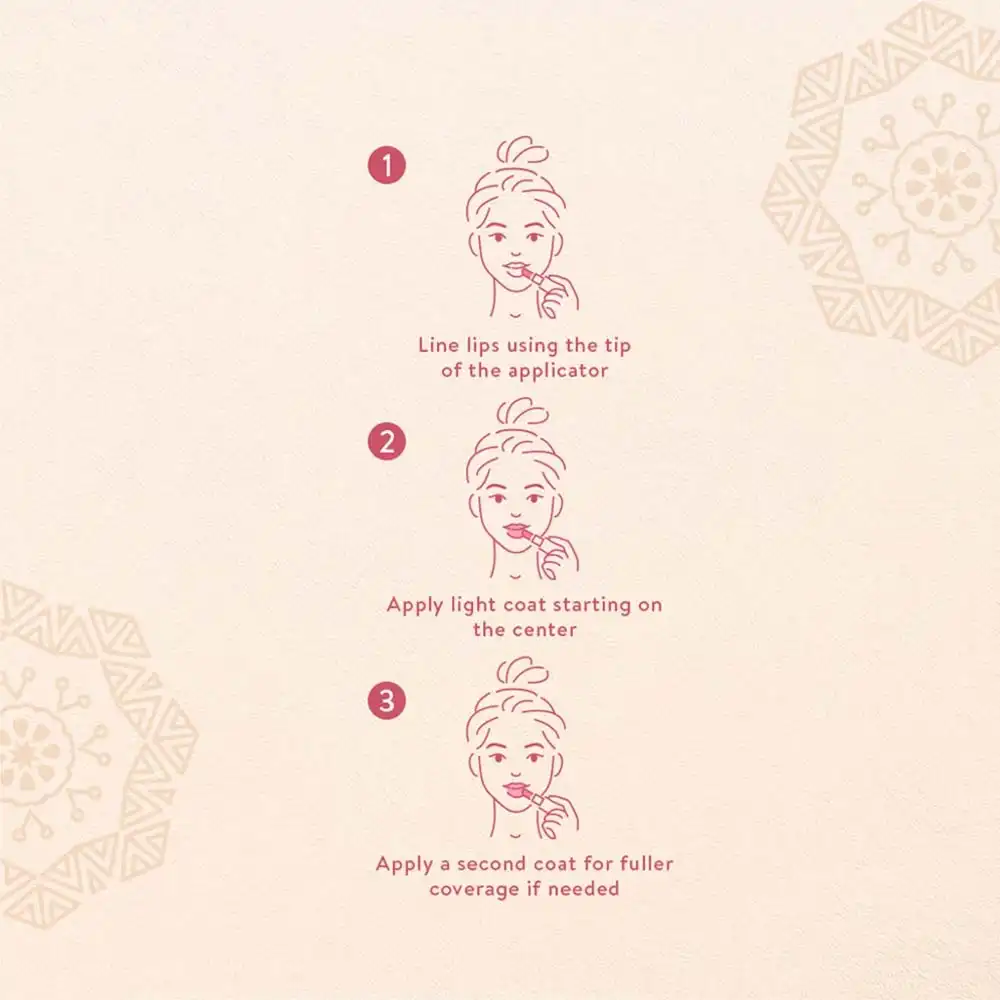 1
Line lips using the tip
of the applicator
2
Apply light coat starting on
the center
3
Apply a second coat for fuller
coverage if needed